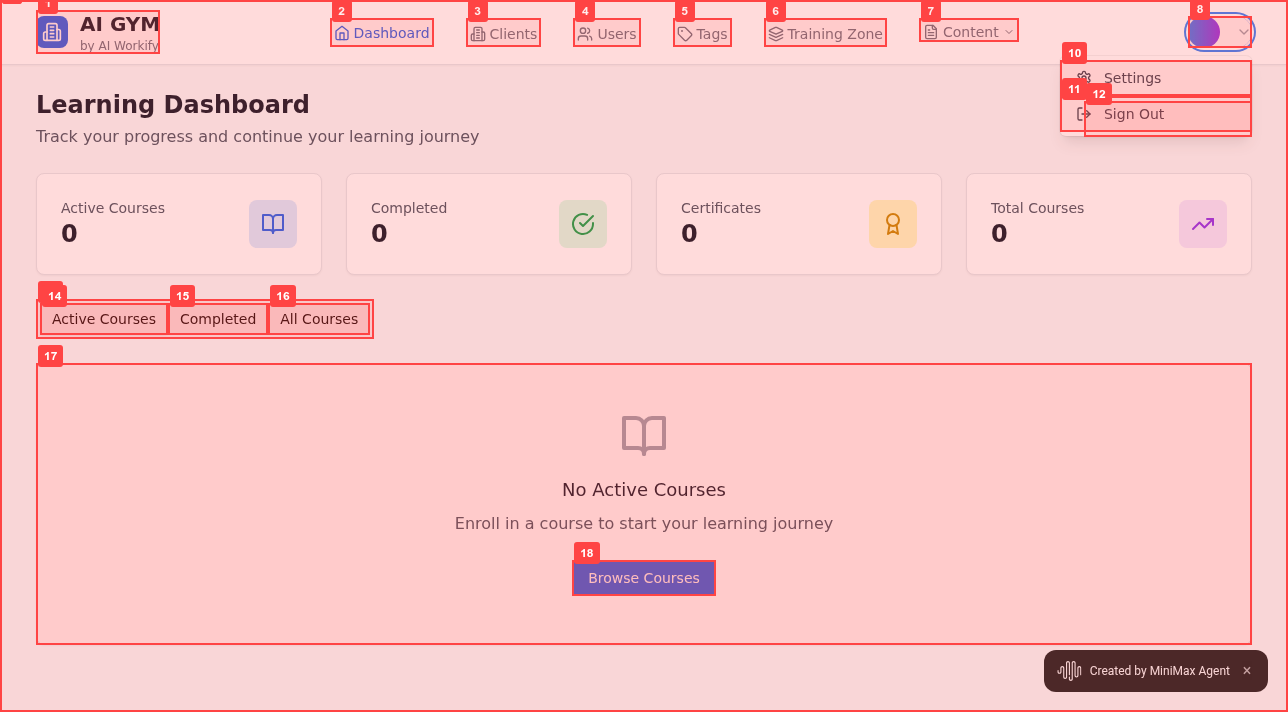 1
AI GYM
by AI Workify
2
Dashboard
3
Clients
4
Users
5
Tags
6
Training Zone
7
Content
8
10
Settings
11
12
Sign Out
Learning Dashboard
Track your progress and continue your learning journey
Active Courses
0
Completed
0
Certificates
0
Total Courses
0
14
Active Courses
15
Completed
16
All Courses
17
No Active Courses
Enroll in a course to start your learning journey
18
Browse Courses
Created by MiniMax Agent ×